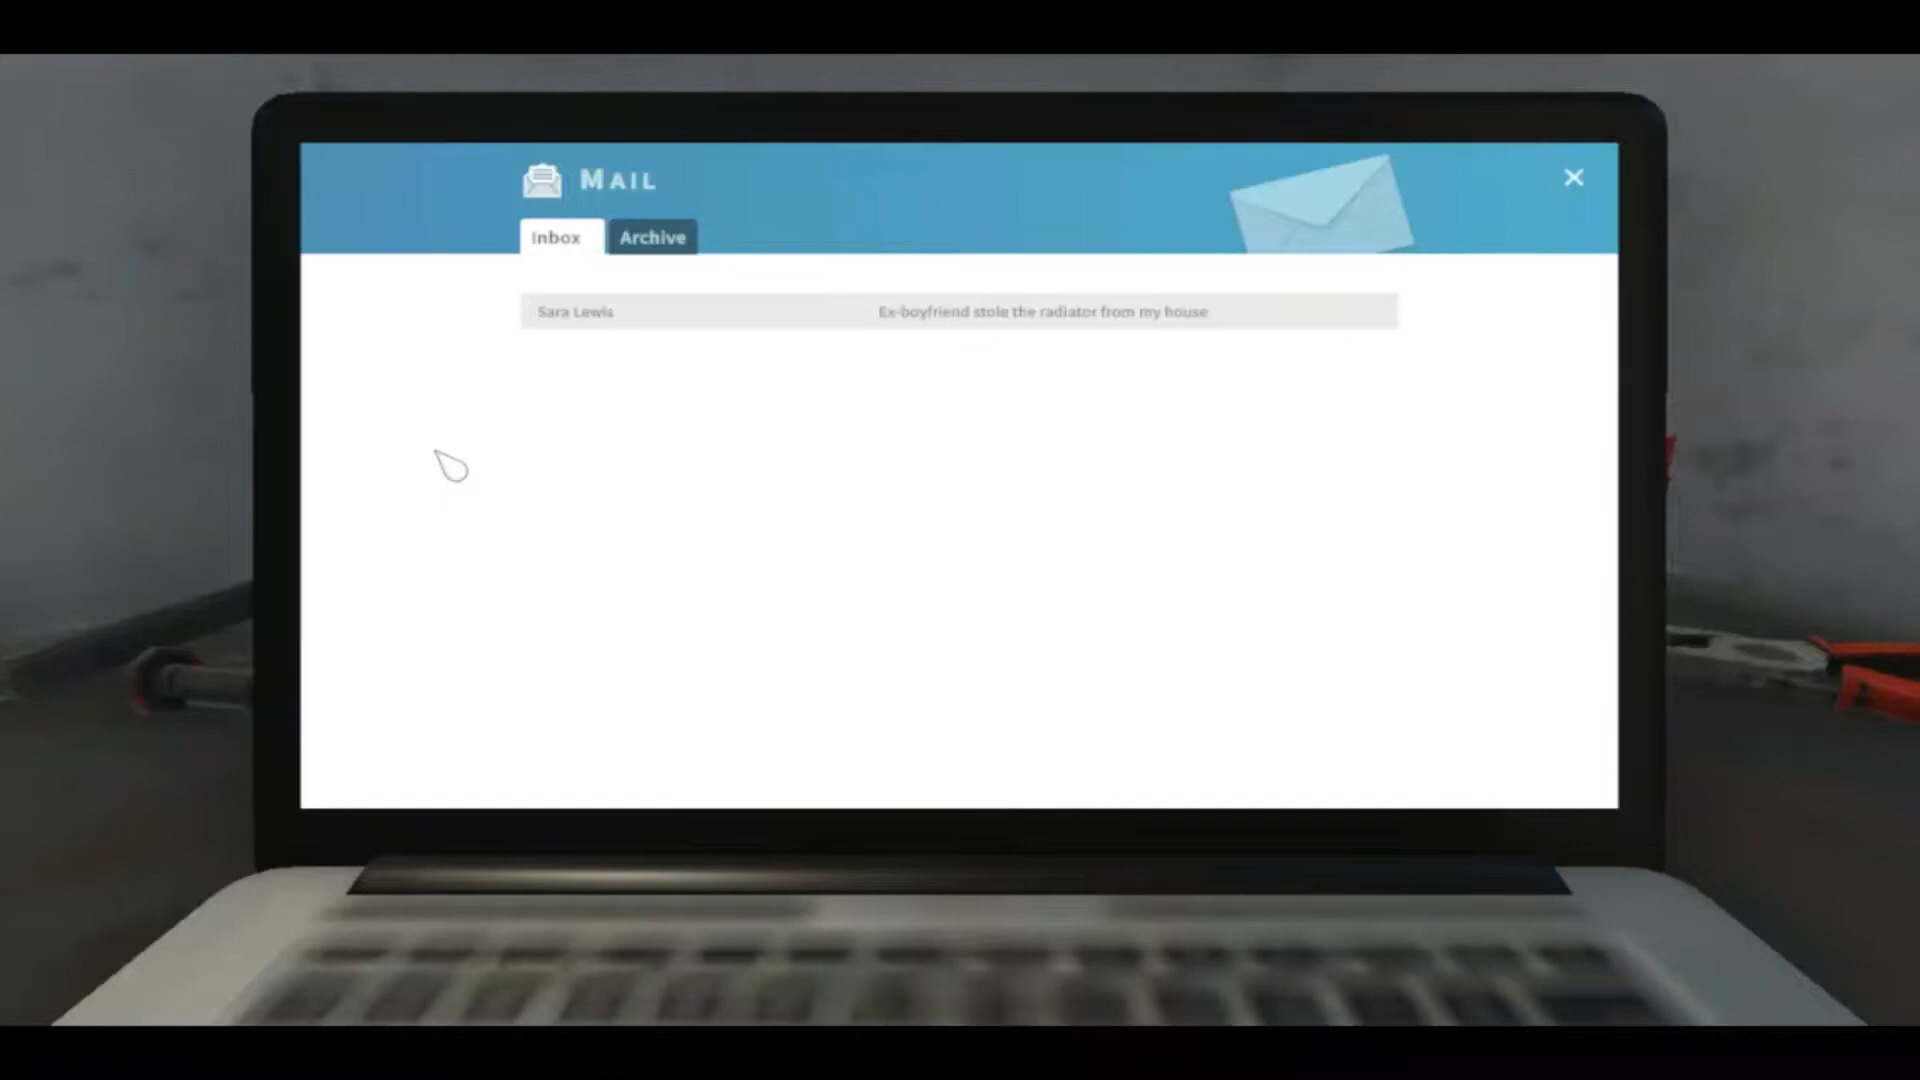 MAIL
Inbox Archive
Sara Lewis Ex-boyfriend stole the radiator from my house